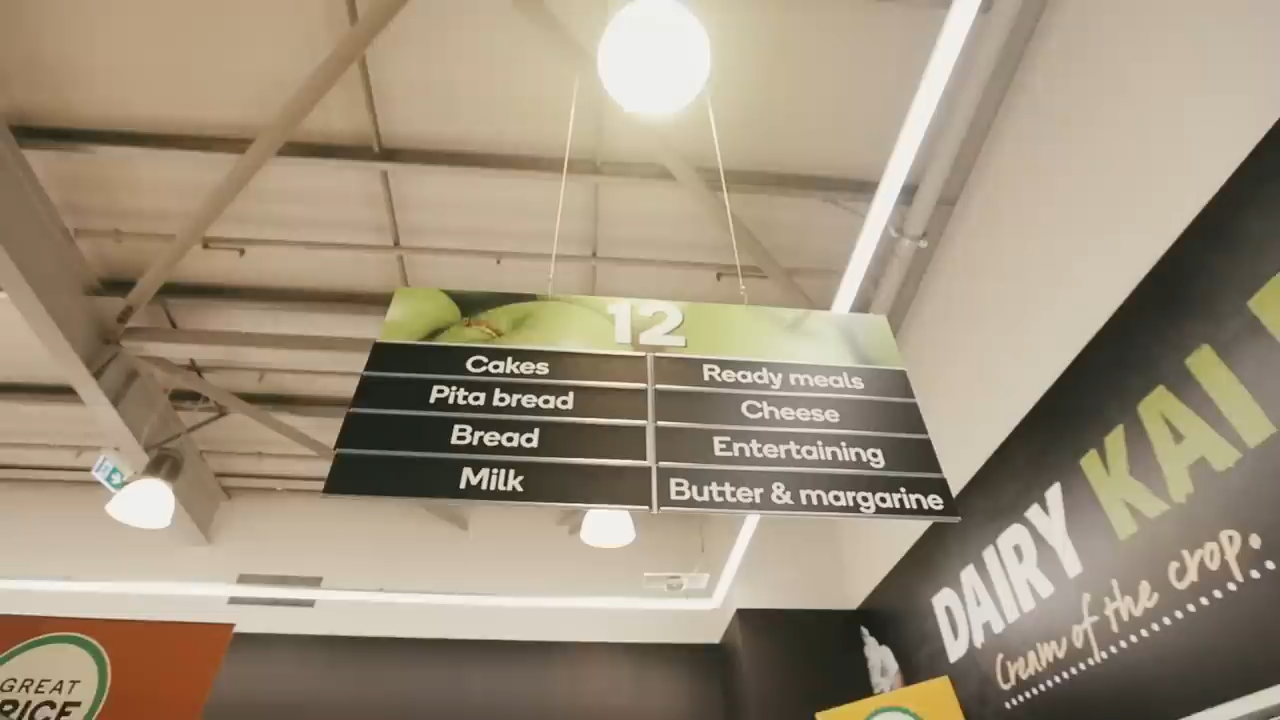 12
Cakes
Pita bread
Bread
Milk
Ready meals
Cheese
Entertaining
Butter & margarine
DAIRY KAI
Cream of the crop.
GREAT